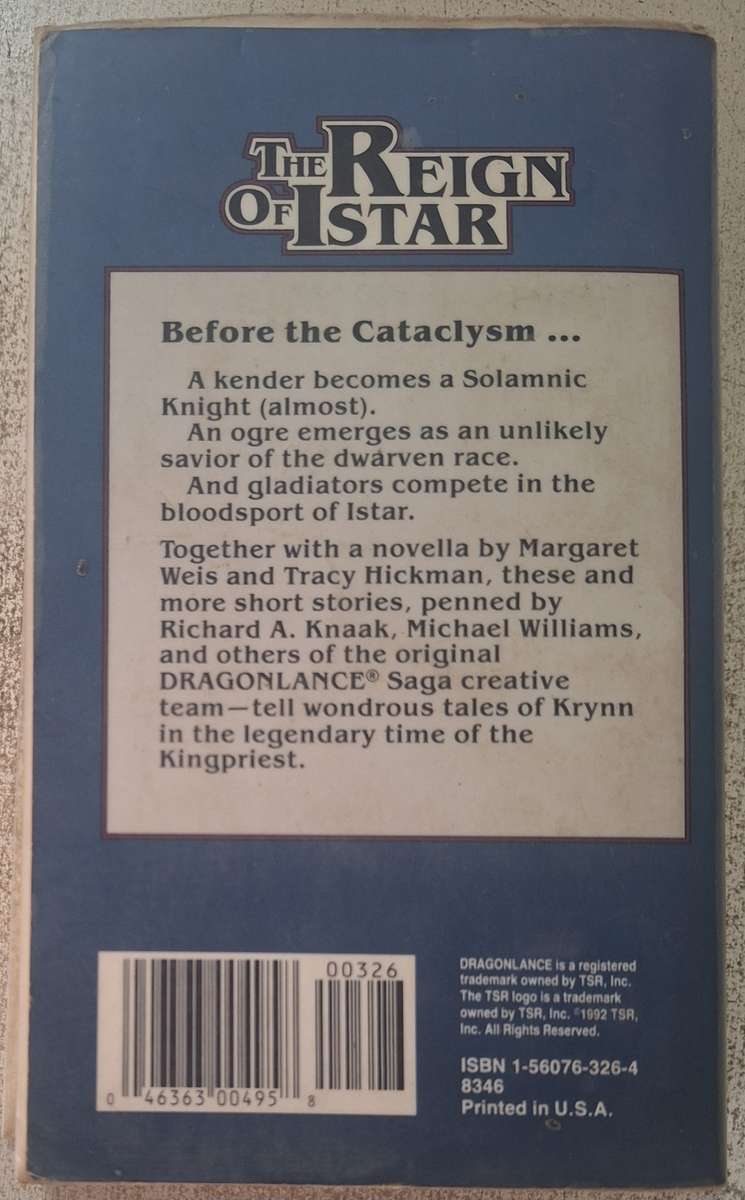 THE REIGN
OF ISTAR
Before the Cataclysm ...
A kender becomes a Solamnic
Knight (almost).
An ogre emerges as an unlikely
savior of the dwarven race.
And gladiators compete in the
bloodsport of Istar.
Together with a novella by Margaret
Weis and Tracy Hickman, these and
more short stories, penned by
Richard A. Knaak, Michael Williams,
and others of the original
DRAGONLANCE® Saga creative
team—tell wondrous tales of Krynn
in the legendary time of the
Kingpriest.
00326
0 46363 00495 8
DRAGONLANCE is a registered
trademark owned by TSR, Inc.
The TSR logo is a trademark
owned by TSR, Inc. ©1992 TSR,
Inc. All Rights Reserved.
ISBN 1-56076-326-4
8346
Printed in U.S.A.